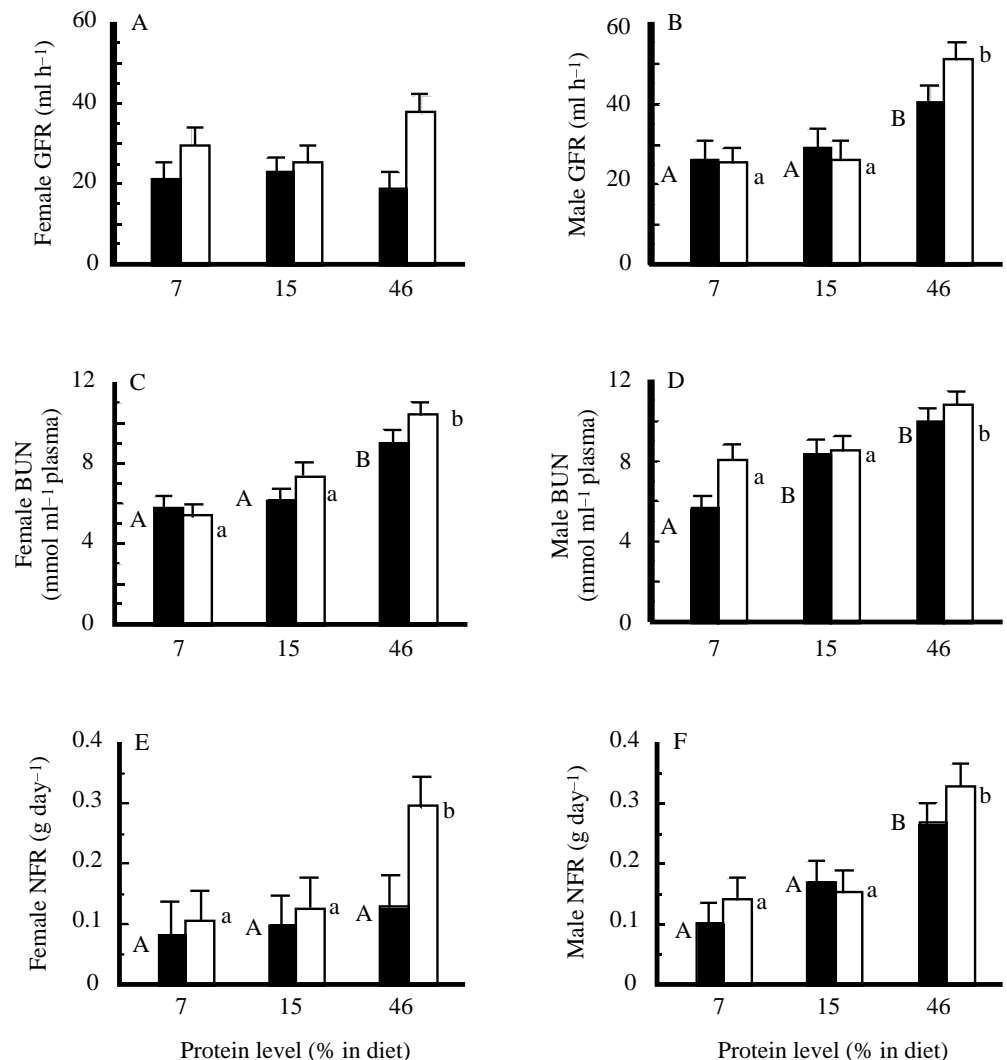 A
Female GFR (ml h–1)
60
40
20
0
7 15 46
B
Male GFR (ml h–1)
60
40
20
0
A a A a B b
7 15 46
C
Female BUN
(mmol ml–1 plasma)
12
8
4
0
A a A a B b
7 15 46
D
Male BUN
(mmol ml–1 plasma)
12
8
4
0
A a B a B b
7 15 46
E
Female NFR (g day–1)
0.4
0.3
0.2
0.1
0
A a A a A b
7 15 46
Protein level (% in diet)
F
Male NFR (g day–1)
0.4
0.3
0.2
0.1
0
A a A a B b
7 15 46
Protein level (% in diet)